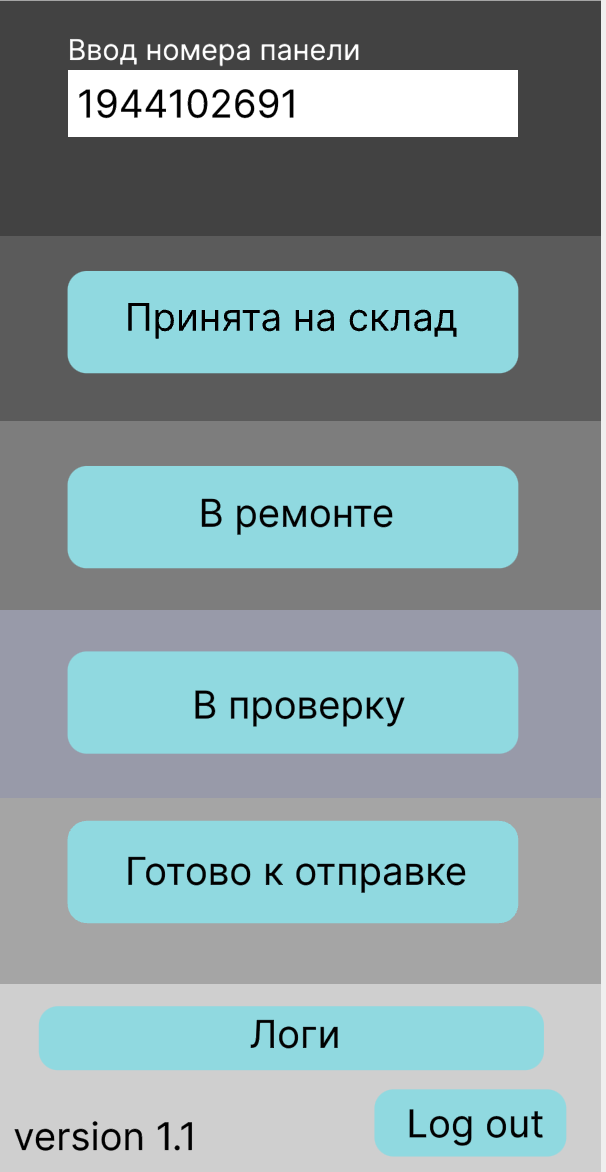 Ввод номера панели
1944102691
Принята на склад
В ремонте
В проверку
Готово к отправке
Логи
Log out
version 1.1